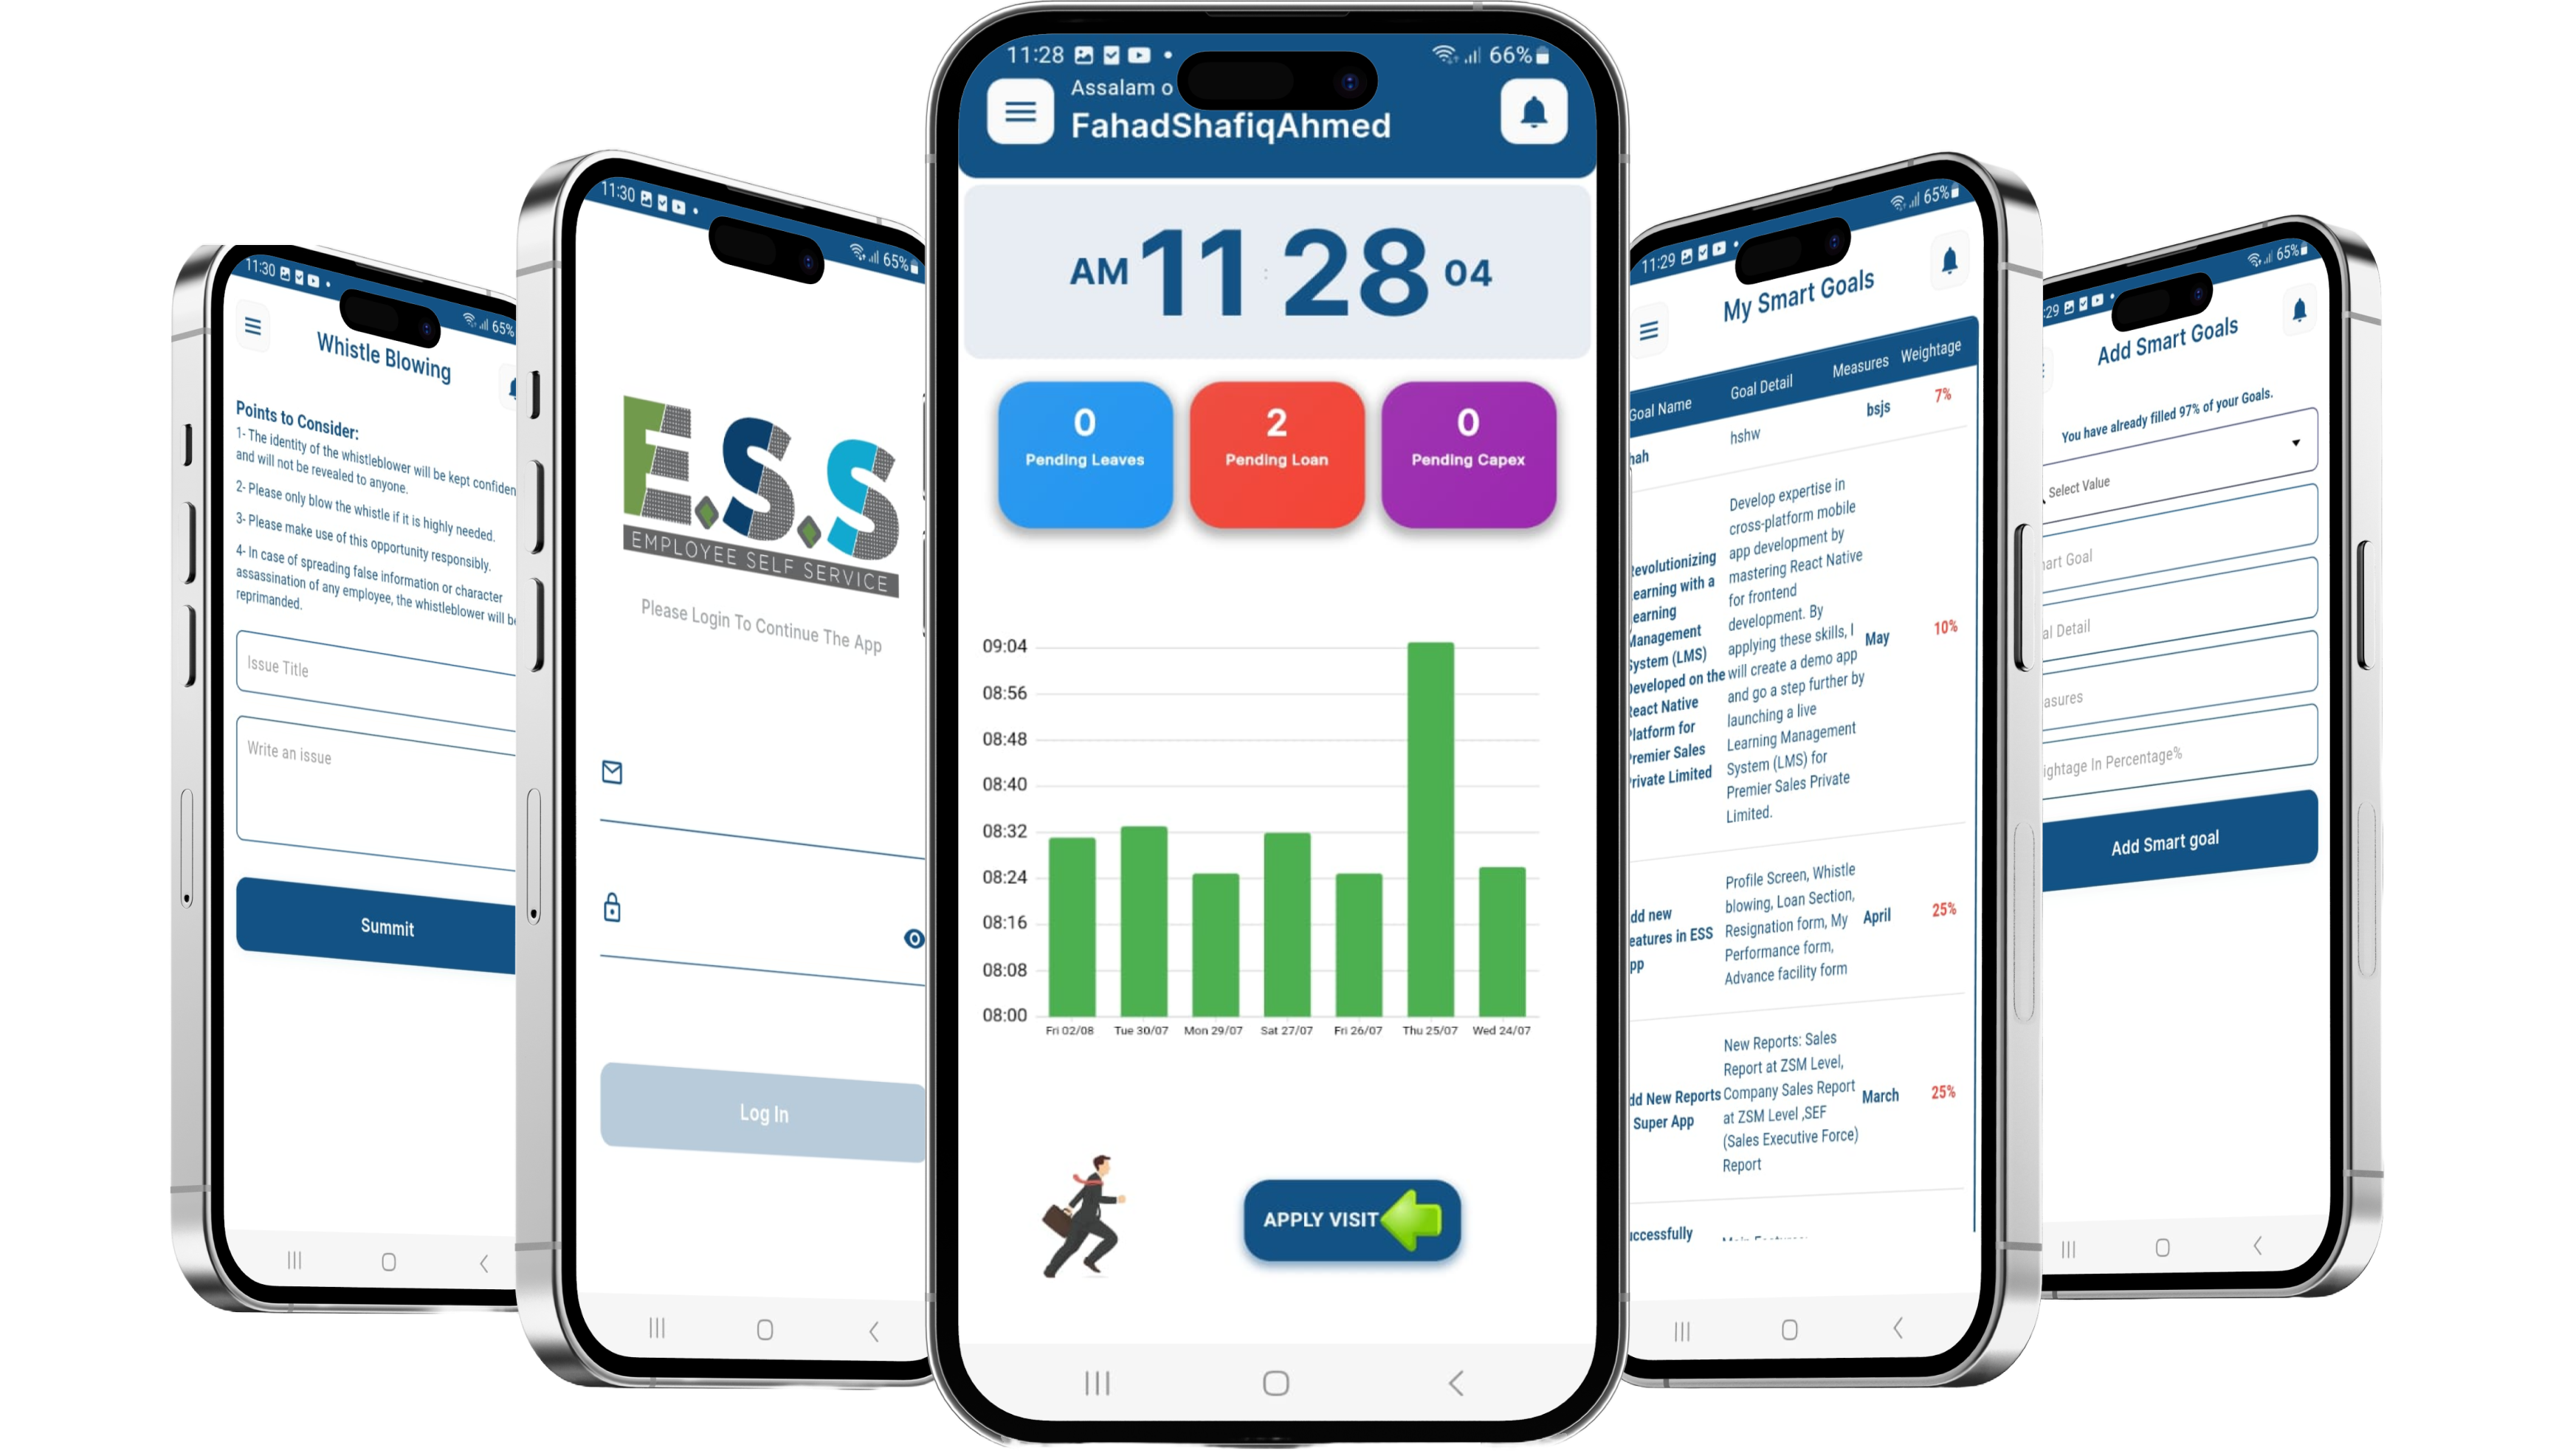 11:30
65%
Whistle Blowing
Points to Consider:
1- The identity of the whistleblower will be kept
and will not be revealed to anyone.
2- Please only blow the whistle if it is highly needed.
3- Please make use of this opportunity responsibly.
4- In case of spreading false information or character
assassination of any employee, the whistleblower will be
reprimanded.
Issue Title
Write an issue
Summit
11:30
65%
E.S.S
EMPLOYEE SELF SERVICE
Please Login To Continue The App
Log In
11:28
66%
Assalam o
FahadShafiqAhmed
AM 11:28 04
0
Pending Leaves
2
Pending Loan
0
Pending Capex
09:04
08:56
08:48
08:40
08:32
08:24
08:16
08:08
08:00
Fri 02/08 Tue 30/07 Mon 29/07 Sat 27/07 Fri 26/07 Thu 25/07 Wed 24/07
APPLY VISIT
11:29
65%
My Smart Goals
Goal Name Goal Detail Measures Weightage
hshw
bsjs
7%
evolutionizing
earning with a
earning
Management
System (LMS)
Developed on the
React Native
Platform for
Premier Sales
Private Limited
Develop expertise in
cross-platform mobile
app development by
mastering React Native
for frontend
development. By
applying these skills, I
will create a demo app
and go a step further by
launching a live
Learning Management
System (LMS) for
Premier Sales Private
Limited.
May
10%
dd new
eatures in ESS
pp
Profile Screen, Whistle
blowing, Loan Section,
Resignation form, My
Performance form,
Advance facility form
April
25%
dd New Reports
Super App
New Reports: Sales
Report at ZSM Level,
Company Sales Report
at ZSM Level ,SEF
(Sales Executive Force)
Report
March
25%
uccessfully
:29
65%
Add Smart Goals
You have already filled 97% of your Goals.
Select Value
art Goal
al Detail
asures
ightage In Percentage%
Add Smart goal